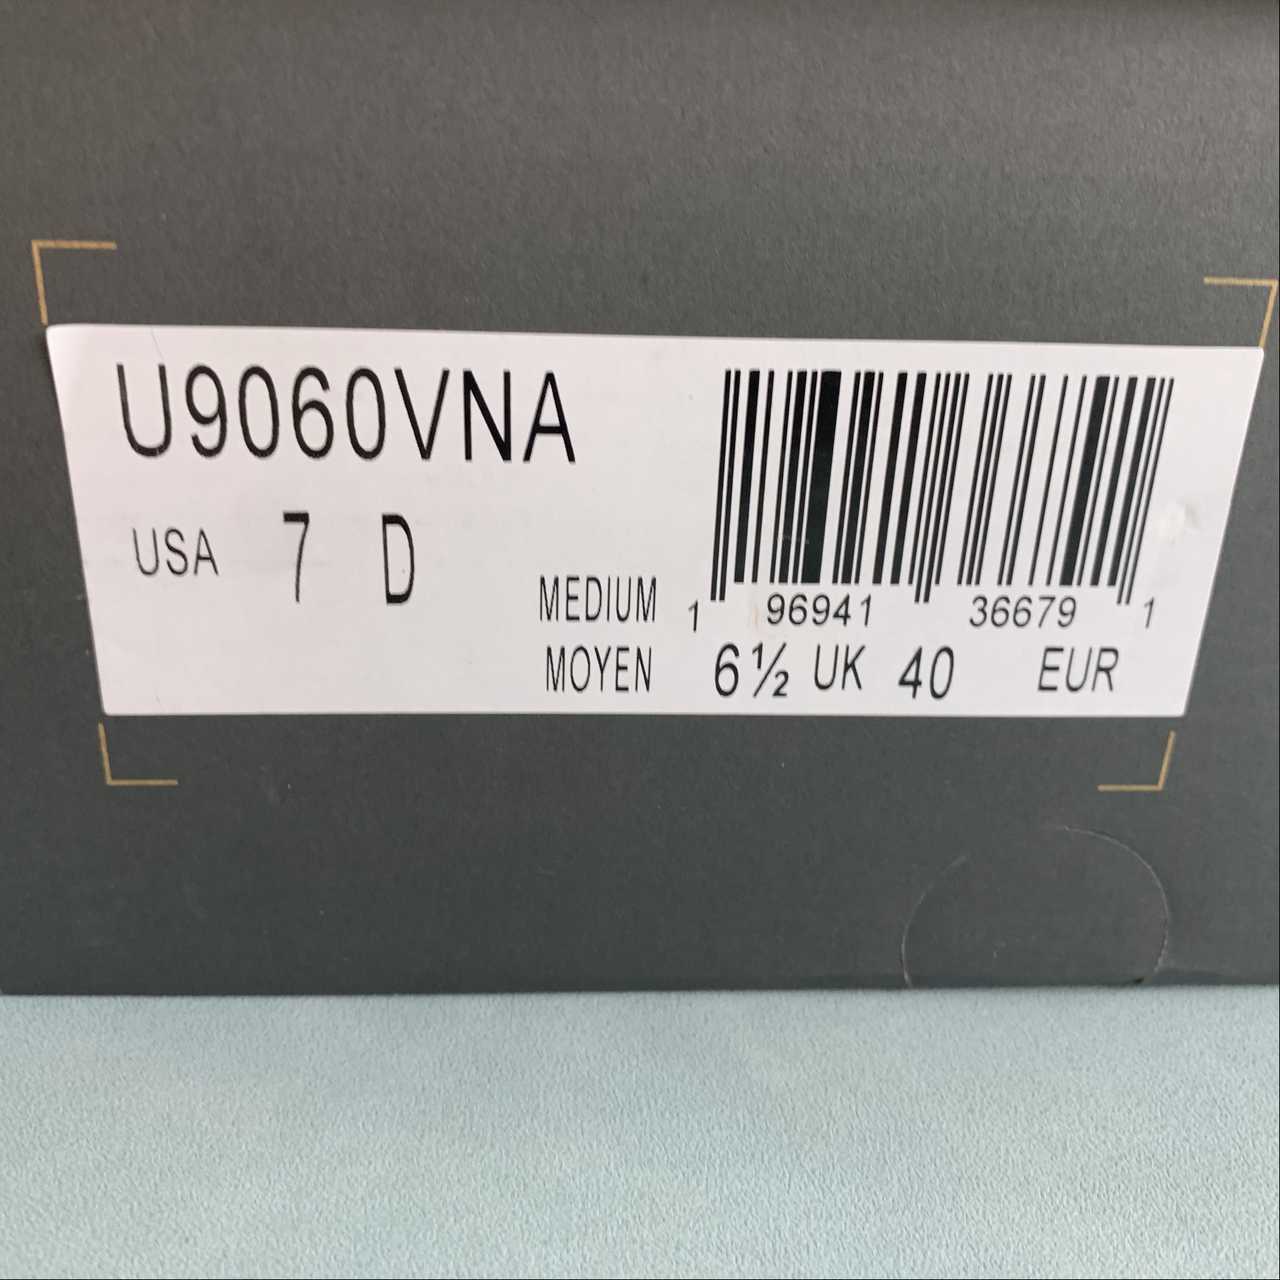 U9060VNA
USA 7 D
MEDIUM
MOYEN
1 96941 36679 1
6½ UK 40 EUR